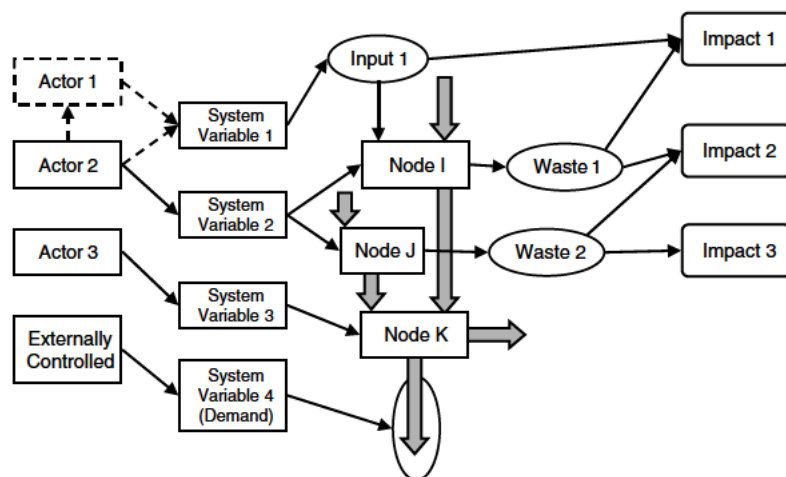 Input 1
Impact 1
Actor 1
System
Variable 1
Actor 2
Node I
Waste 1
Impact 2
System
Variable 2
Actor 3
Node J
Waste 2
Impact 3
System
Variable 3
Node K
Externally
Controlled
System
Variable 4
(Demand)